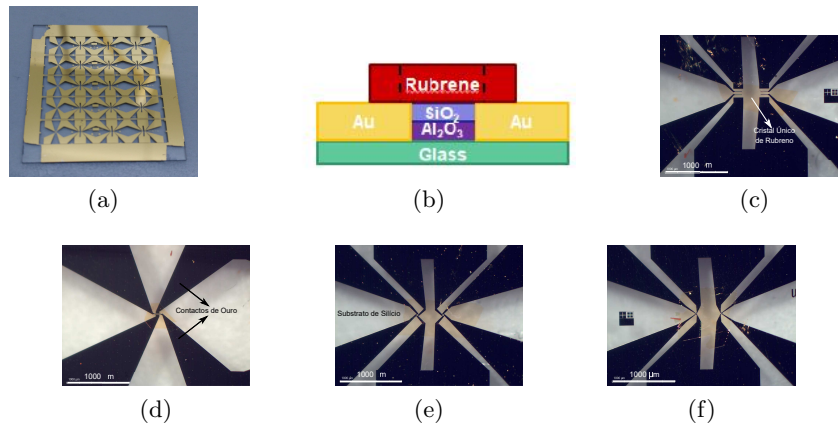 (a)
Rubrene
Au
SiO₂
Al₂O₃
Au
Glass
(b)
Cristal Único
de Rubreno
1000 m
(c)
Contactos de Ouro
1000 m
(d)
Substrato de Silício
1000 m
(e)
1000 µm
(f)